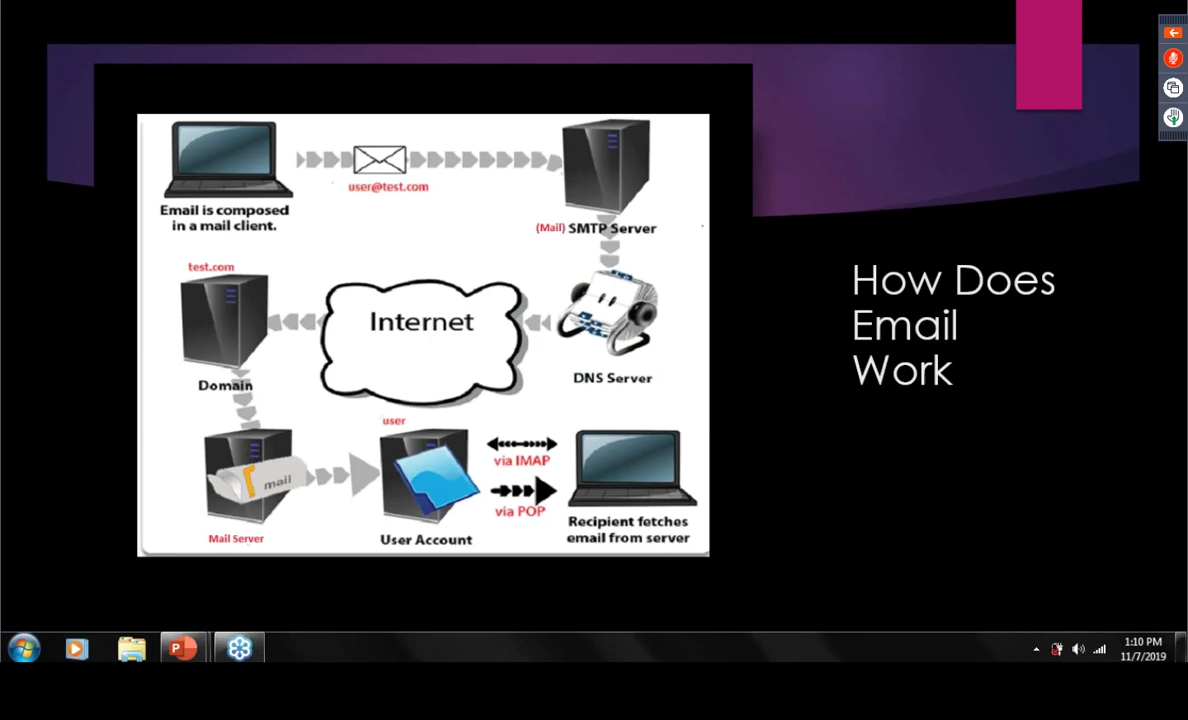 user@test.com
Email is composed
in a mail client.
(Mail) SMTP Server
test.com
Internet
Domain
DNS Server
How Does
Email
Work
user
via IMAP
mail
via POP
Mail Server
User Account
Recipient fetches
email from server
P
1:10 PM
11/7/2019